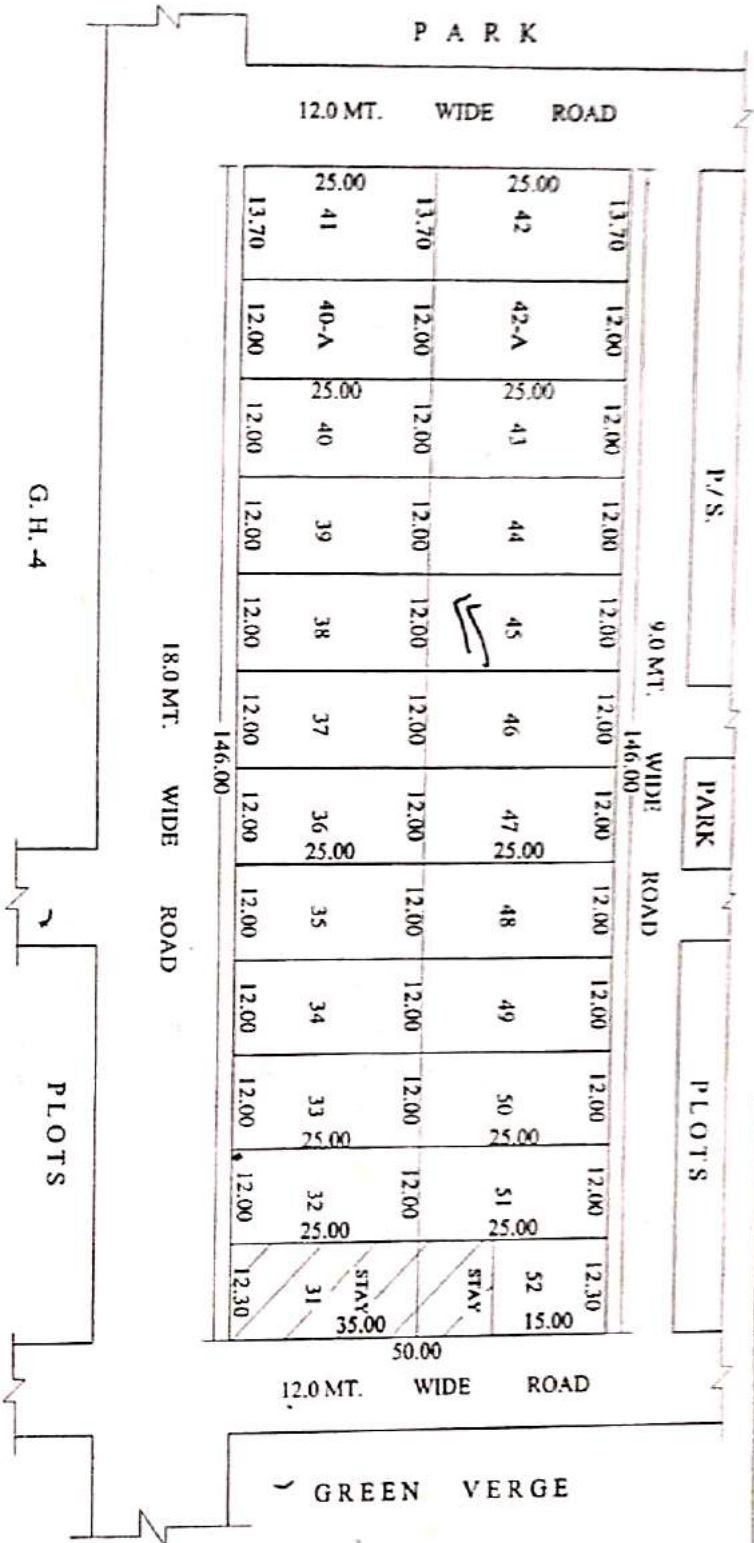 PARK
12.0 MT. WIDE ROAD
25.00 25.00
13.70 41 13.70 42 13.70
12.00 40-A 12.00 42-A 12.00
25.00 25.00
12.00 40 12.00 43 12.00
P./S.
12.00 39 12.00 44 12.00
G.H.-4
12.00 38 12.00 45 12.00
9.0 MT. WIDE ROAD
18.0 MT. WIDE ROAD
12.00 37 12.00 46 12.00
146.00 146.00
PARK
12.00 36 12.00 47 12.00
25.00 25.00
12.00 35 12.00 48 12.00
12.00 34 12.00 49 12.00
PLOTS PLOTS
12.00 33 12.00 50 12.00
25.00 25.00
12.00 32 12.00 51 12.00
25.00 25.00
12.30 31 STAY STAY 52 12.30
35.00 15.00
50.00
12.0 MT. WIDE ROAD
GREEN VERGE